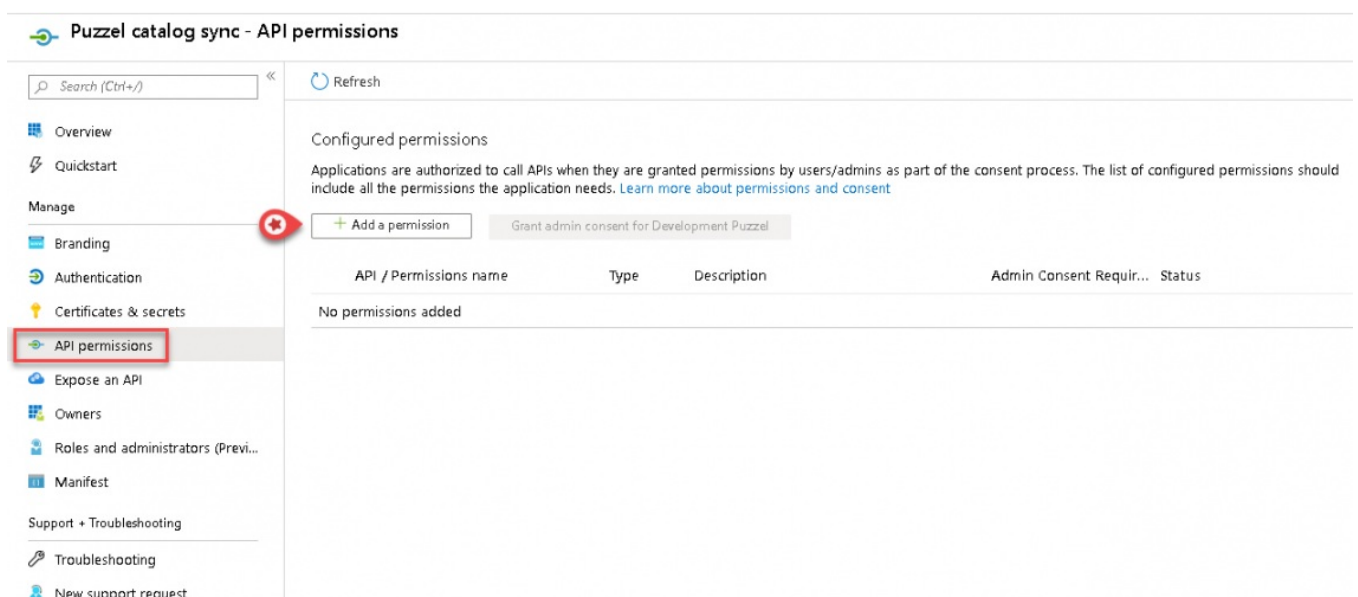 Puzzel catalog sync - API permissions
Search (Ctrl+/)
«
Overview
Quickstart
Manage
Branding
Authentication
Certificates & secrets
API permissions
Expose an API
Owners
Roles and administrators (Previ...
Manifest
Support + Troubleshooting
Troubleshooting
New support request
Refresh
Configured permissions
Applications are authorized to call APIs when they are granted permissions by users/admins as part of the consent process. The list of configured permissions should
include all the permissions the application needs. Learn more about permissions and consent
+ Add a permission Grant admin consent for Development Puzzel
API / Permissions name Type Description Admin Consent Requir... Status
No permissions added